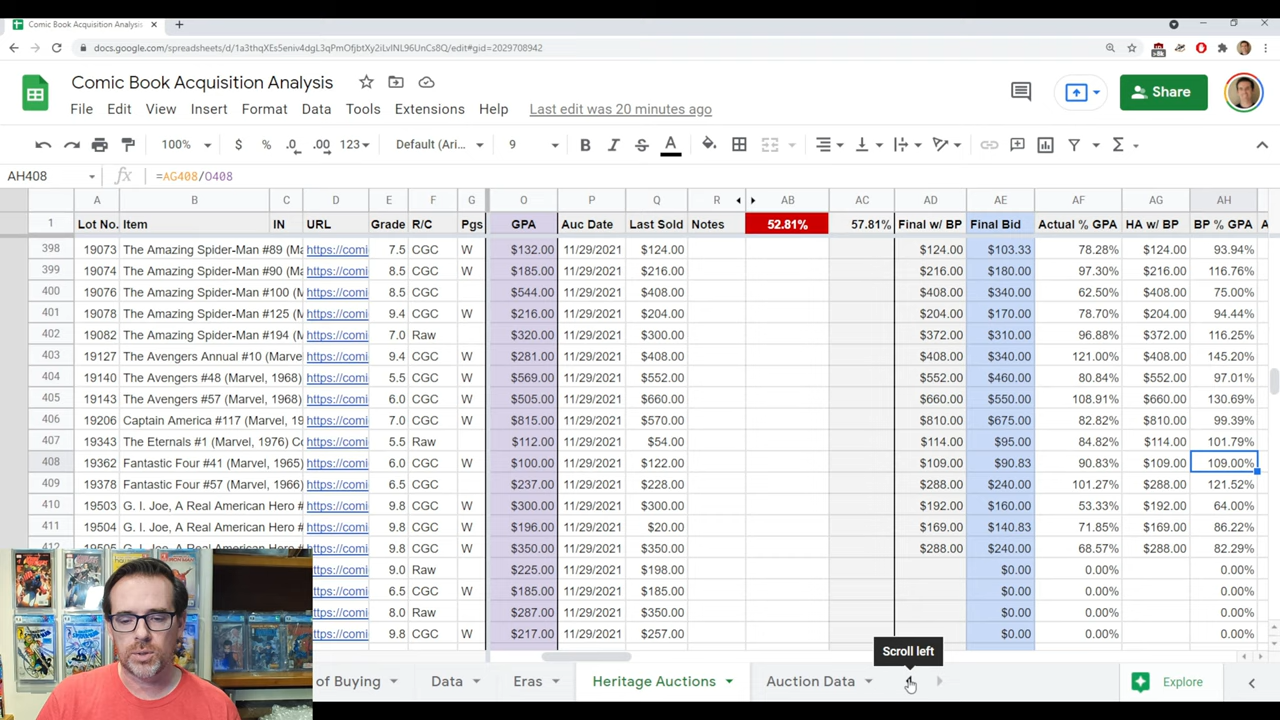 Comic Book Acquisition Analysis
docs.google.com/spreadsheets/d/1a3thqXEs5eniv4dgL3qPmOfjbtXy2iLvINL96UnCs8Q/edit#gid=2029708942
Comic Book Acquisition Analysis
File Edit View Insert Format Data Tools Extensions Help Last edit was 20 minutes ago
Share
100% $ % .0 .00 123 Default (Ari... 9 B I S A
AH408 fx =AG408/O408
A B C D E F G O P Q R AB AC AD AE AF AG AH
1 Lot No. Item IN URL Grade R/C Pgs GPA Auc Date Last Sold Notes 52.81% 57.81% Final w/ BP Final Bid Actual % GPA HA w/ BP BP % GPA
398 19073 The Amazing Spider-Man #89 (Ma https://comi 7.5 CGC W $132.00 11/29/2021 $124.00 $124.00 $103.33 78.28% $124.00 93.94%
399 19074 The Amazing Spider-Man #90 (Ma https://comi 8.5 CGC W $185.00 11/29/2021 $216.00 $216.00 $180.00 97.30% $216.00 116.76%
400 19076 The Amazing Spider-Man #100 (M https://comi 8.5 CGC W $544.00 11/29/2021 $408.00 $408.00 $340.00 62.50% $408.00 75.00%
401 19078 The Amazing Spider-Man #125 (M https://comi 9.4 CGC W $216.00 11/29/2021 $204.00 $204.00 $170.00 78.70% $204.00 94.44%
402 19082 The Amazing Spider-Man #194 (M https://comi 7.0 Raw $320.00 11/29/2021 $300.00 $372.00 $310.00 96.88% $372.00 116.25%
403 19127 The Avengers Annual #10 (Marve https://comi 9.4 CGC W $281.00 11/29/2021 $408.00 $408.00 $340.00 121.00% $408.00 145.20%
404 19140 The Avengers #48 (Marvel, 1968) https://comi 5.5 CGC W $569.00 11/29/2021 $552.00 $552.00 $460.00 80.84% $552.00 97.01%
405 19143 The Avengers #57 (Marvel, 1968) https://comi 9.0 CGC W $505.00 11/29/2021 $660.00 $660.00 $550.00 108.91% $660.00 130.69%
406 19206 Captain America #117 (Marvel, 19 https://comi 7.0 CGC W $815.00 11/29/2021 $570.00 $810.00 $675.00 82.82% $810.00 99.39%
407 19343 The Eternals #1 (Marvel, 1976) Co https://comi 5.5 Raw $112.00 11/29/2021 $54.00 $114.00 $95.00 84.82% $114.00 101.79%
408 19362 Fantastic Four #41 (Marvel, 1965) https://comi 6.0 CGC W $100.00 11/29/2021 $122.00 $109.00 $90.83 90.83% $109.00 109.00%
409 19378 Fantastic Four #57 (Marvel, 1966) https://comi 6.0 CGC W $237.00 11/29/2021 $228.00 $288.00 $240.00 101.27% $288.00 121.52%
410 19503 G. I. Joe, A Real American Hero # https://comi 9.8 CGC W $300.00 11/29/2021 $160.00 $192.00 $160.00 53.33% $192.00 64.00%
411 19504 G. I. Joe, A Real American Hero # https://comi 9.8 CGC W $196.00 11/29/2021 $20.00 $169.00 $140.83 71.85% $169.00 86.22%
412 19505 G. I. Joe, A Real American Hero # https://comi 9.8 CGC W $350.00 11/29/2021 $350.00 $288.00 $240.00 68.57% $288.00 82.29%
https://comi 9.0 Raw $225.00 11/29/2021 $198.00 $0.00 0.00% 0.00%
https://comi 6.5 CGC W $185.00 11/29/2021 $185.00 $0.00 0.00% 0.00%
https://comi 8.0 Raw $287.00 11/29/2021 $350.00 $0.00 0.00% 0.00%
https://comi 9.8 CGC W $217.00 11/29/2021 $257.00 $0.00 0.00% 0.00%
Scroll left
of Buying Data Eras Heritage Auctions Auction Data Explore